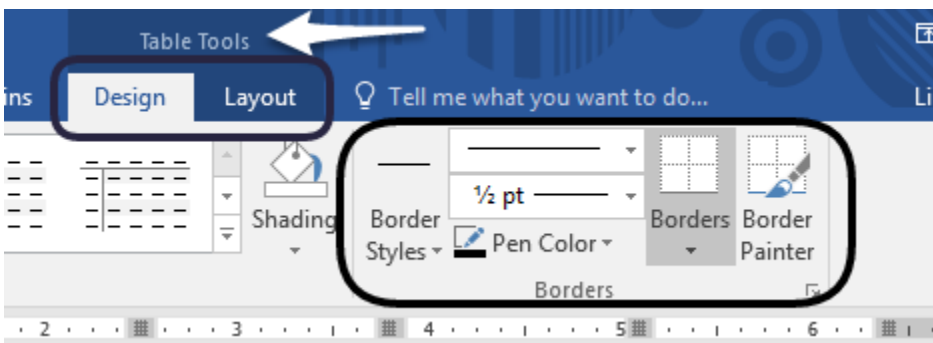 Table Tools
ins Design Layout Tell me what you want to do... Li
½ pt
Shading Border Styles Pen Color Borders Border Painter
Borders
2 3 4 5 6